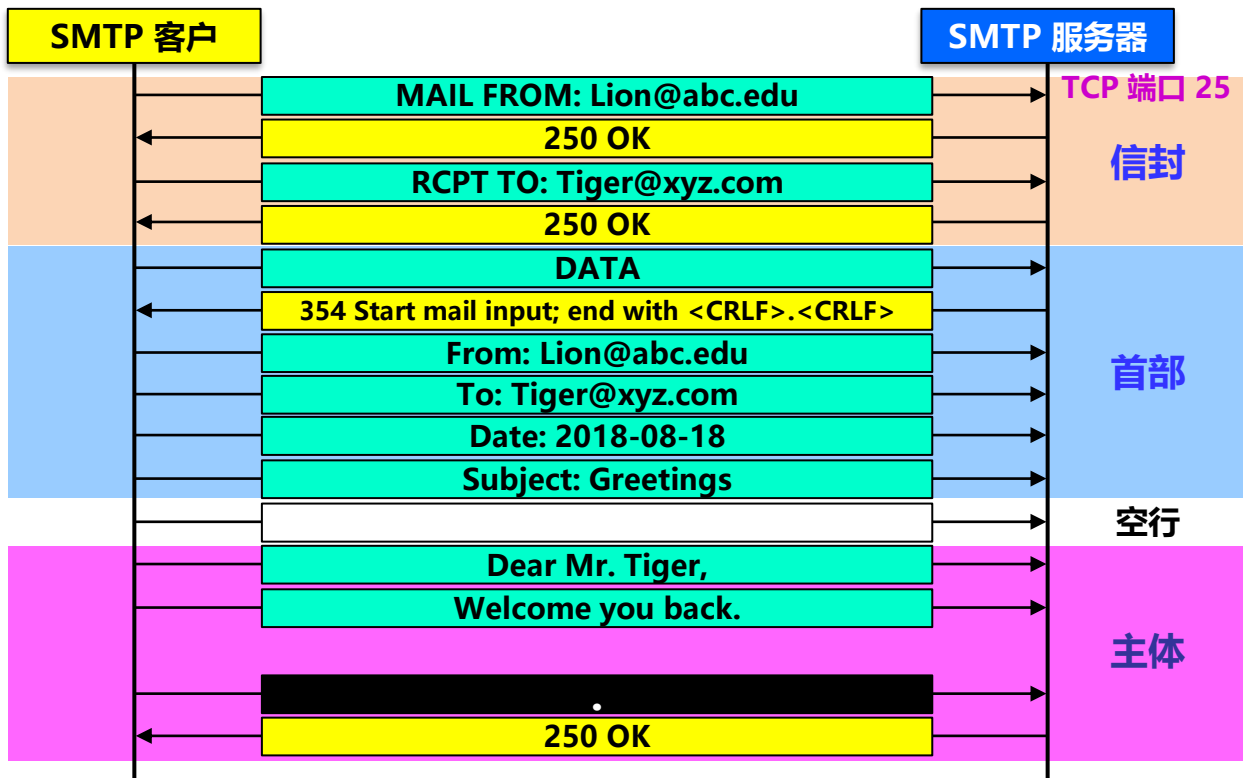 SMTP 客户
SMTP 服务器
TCP 端口 25
MAIL FROM: Lion@abc.edu
250 OK
信封
RCPT TO: Tiger@xyz.com
250 OK
DATA
354 Start mail input; end with <CRLF>.<CRLF>
From: Lion@abc.edu
首部
To: Tiger@xyz.com
Date: 2018-08-18
Subject: Greetings
空行
Dear Mr. Tiger,
Welcome you back.
主体
.
250 OK